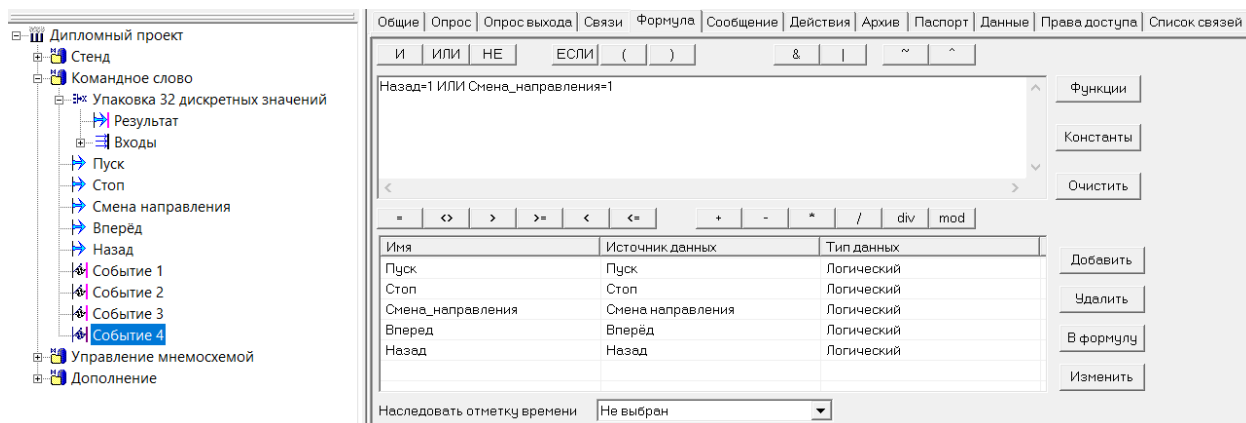 Дипломный проект
Стенд
Командное слово
Упаковка 32 дискретных значений
Результат
Входы
Пуск
Стоп
Смена направления
Вперёд
Назад
Событие 1
Событие 2
Событие 3
Событие 4
Управление мнемосхемой
Дополнение
Общие Опрос Опрос выхода Связи Формула Сообщение Действия Архив Паспорт Данные Права доступа Список связей
И ИЛИ НЕ ЕСЛИ ( ) & | ~ ^
Назад=1 ИЛИ Смена_направления=1
Функции
Константы
Очистить
= <> > >= < <= + - * / div mod
Имя Источник данных Тип данных
Пуск Пуск Логический
Стоп Стоп Логический
Смена_направления Смена направления Логический
Вперед Вперёд Логический
Назад Назад Логический
Добавить
Удалить
В формулу
Изменить
Наследовать отметку времени Не выбран